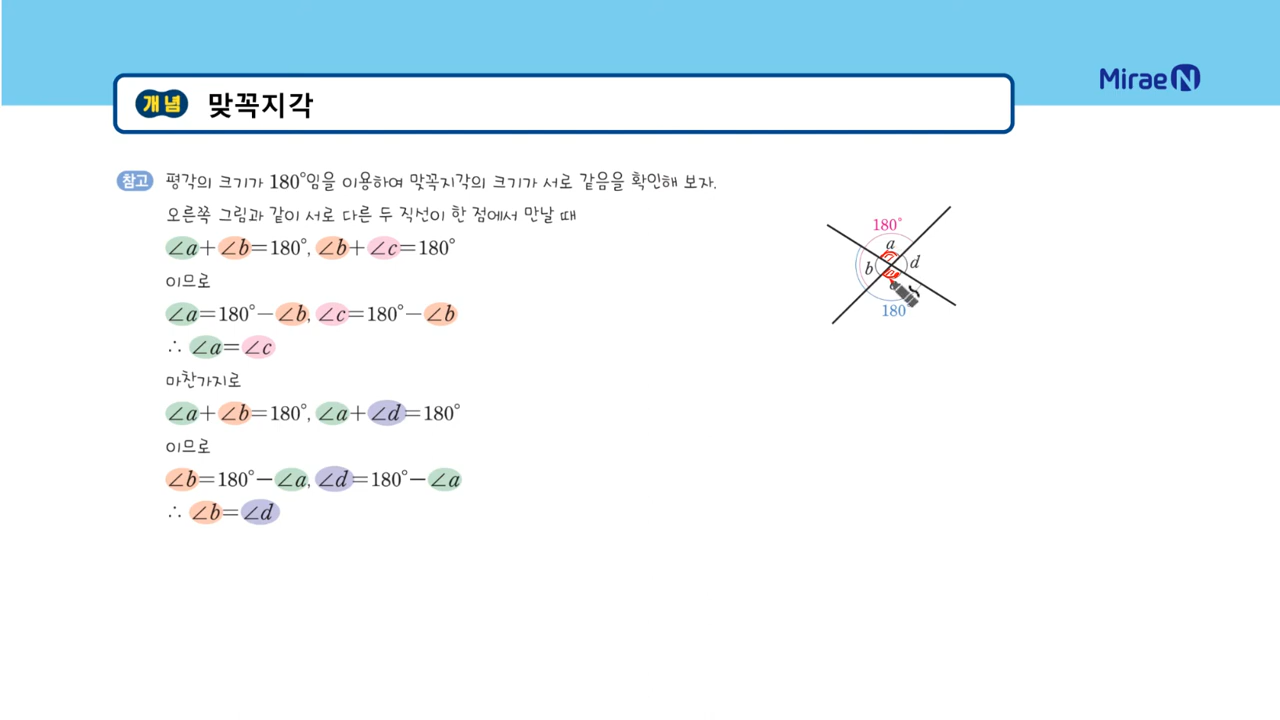 Mirae N
개념 맞꼭지각
참고 평각의 크기가 180°임을 이용하여 맞꼭지각의 크기가 서로 같음을 확인해 보자.
오른쪽 그림과 같이 서로 다른 두 직선이 한 점에서 만날 때
∠a+∠b=180°, ∠b+∠c=180°
이므로
∠a=180°-∠b, ∠c=180°-∠b
∴ ∠a=∠c
마찬가지로
∠a+∠b=180°, ∠a+∠d=180°
이므로
∠b=180°-∠a, ∠d=180°-∠a
∴ ∠b=∠d
180°
a
b
d
180